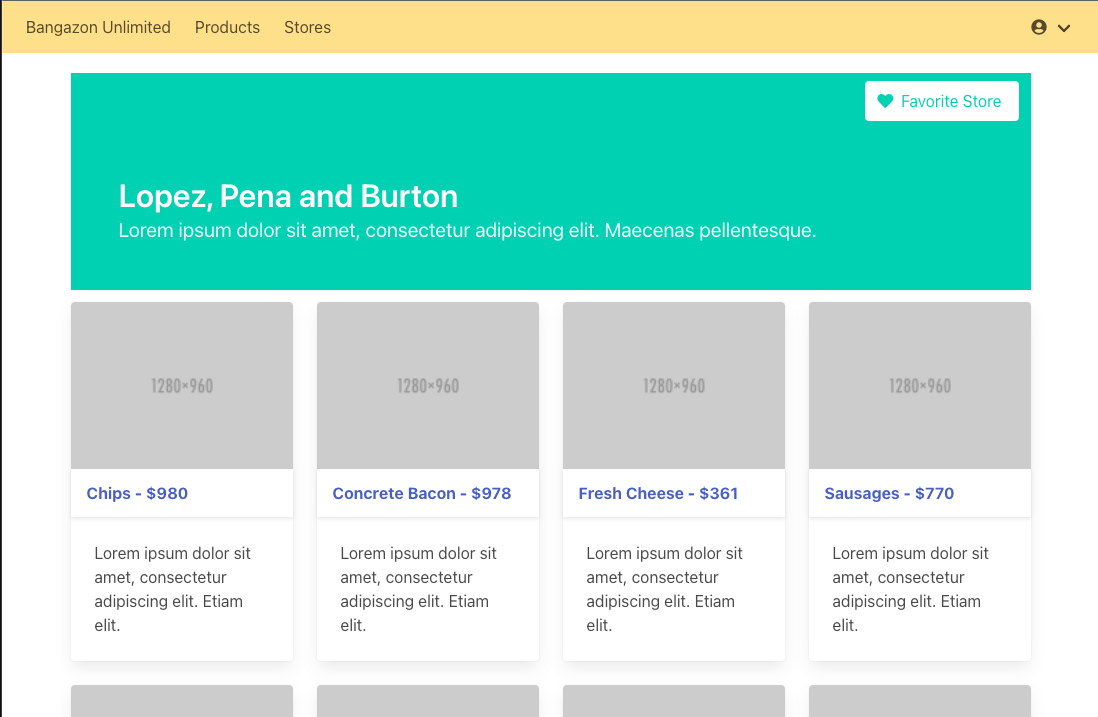 Bangazon Unlimited Products Stores
Favorite Store
Lopez, Pena and Burton
Lorem ipsum dolor sit amet, consectetur adipiscing elit. Maecenas pellentesque.
1280×960 1280×960 1280×960 1280×960
Chips - $980
Lorem ipsum dolor sit
amet, consectetur
adipiscing elit. Etiam
elit.
Concrete Bacon - $978
Lorem ipsum dolor sit
amet, consectetur
adipiscing elit. Etiam
elit.
Fresh Cheese - $361
Lorem ipsum dolor sit
amet, consectetur
adipiscing elit. Etiam
elit.
Sausages - $770
Lorem ipsum dolor sit
amet, consectetur
adipiscing elit. Etiam
elit.